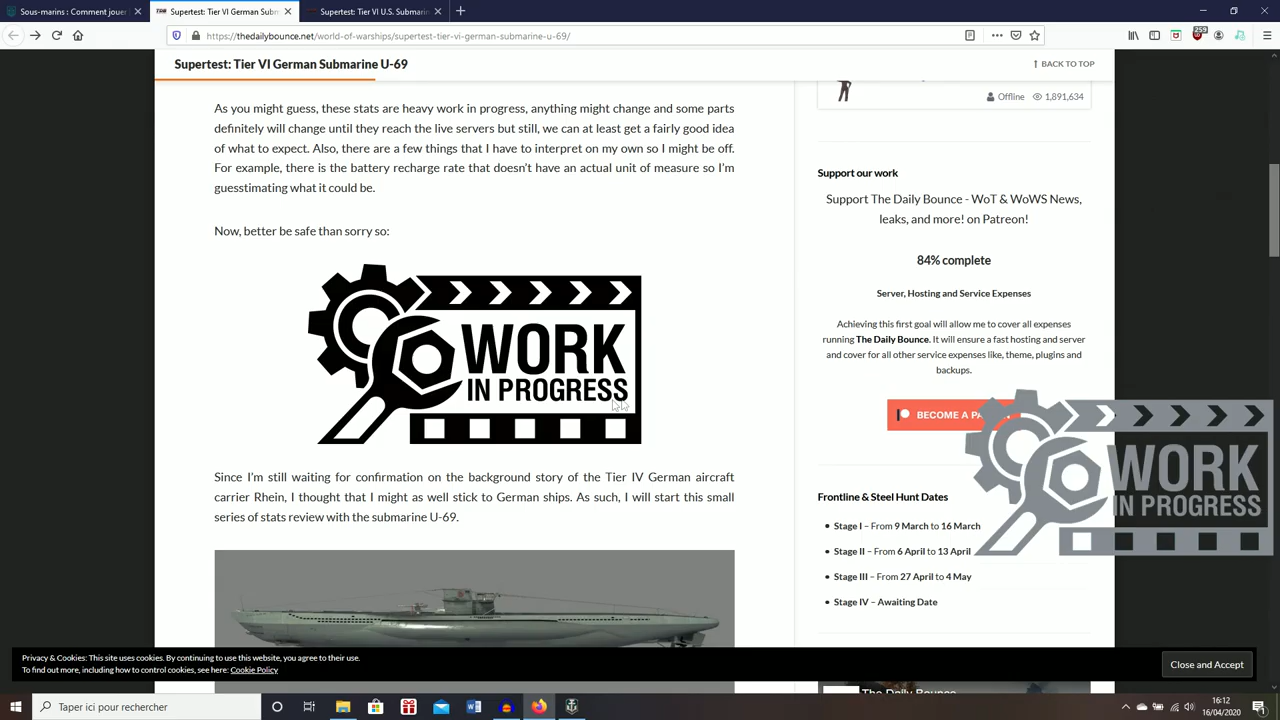 Sous-marins : Comment jouer
Supertest: Tier VI German Subm
Supertest: Tier VI U.S. Submarin
https://thedailybounce.net/world-of-warships/supertest-tier-vi-german-submarine-u-69/
255
Supertest: Tier VI German Submarine U-69
BACK TO TOP
As you might guess, these stats are heavy work in progress, anything might change and some parts
definitely will change until they reach the live servers but still, we can at least get a fairly good idea
of what to expect. Also, there are a few things that I have to interpret on my own so I might be off.
For example, there is the battery recharge rate that doesn't have an actual unit of measure so I'm
guesstimating what it could be.
Now, better be safe than sorry so:
WORK
IN PROGRESS
Since I'm still waiting for confirmation on the background story of the Tier IV German aircraft
carrier Rhein, I thought that I might as well stick to German ships. As such, I will start this small
series of stats review with the submarine U-69.
Offline 1,891,634
Support our work
Support The Daily Bounce - WoT & WoWS News,
leaks, and more! on Patreon!
84% complete
Server, Hosting and Service Expenses
Achieving this first goal will allow me to cover all expenses
running The Daily Bounce. It will ensure a fast hosting and server
and cover for all other service expenses like, theme, plugins and
backups.
BECOME A PA
WORK
IN PROGRESS
Frontline & Steel Hunt Dates
Stage I – From 9 March to 16 March
Stage II – From 6 April to 13 April
Stage III – From 27 April to 4 May
Stage IV – Awaiting Date
The Daily Bounce
Privacy & Cookies: This site uses cookies. By continuing to use this website, you agree to their use.
To find out more, including how to control cookies, see here: Cookie Policy
Close and Accept
Taper ici pour rechercher
16:12
16/04/2020
1